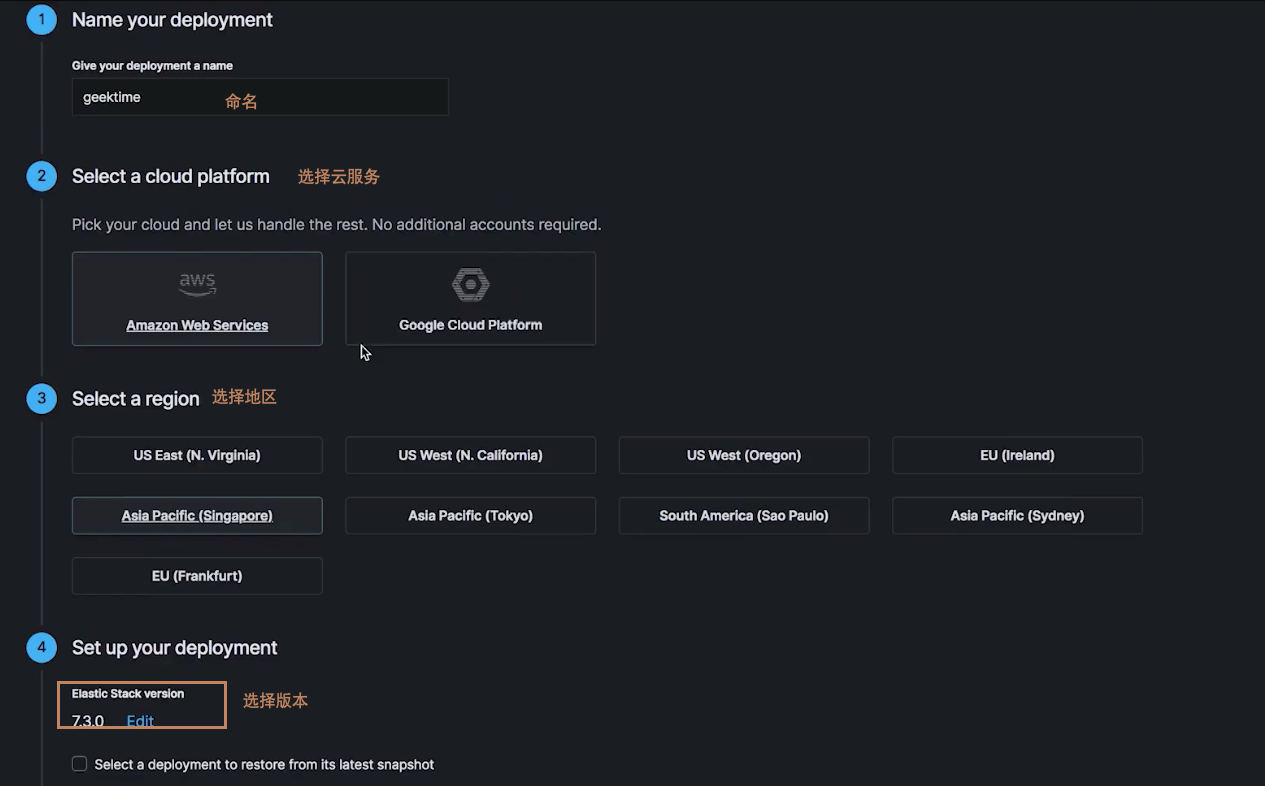 1 Name your deployment
Give your deployment a name
geektime 命名
2 Select a cloud platform 选择云服务
Pick your cloud and let us handle the rest. No additional accounts required.
aws
Amazon Web Services Google Cloud Platform
3 Select a region 选择地区
US East (N. Virginia) US West (N. California) US West (Oregon) EU (Ireland)
Asia Pacific (Singapore) Asia Pacific (Tokyo) South America (Sao Paulo) Asia Pacific (Sydney)
EU (Frankfurt)
4 Set up your deployment
Elastic Stack version 选择版本
7.3.0 Edit
Select a deployment to restore from its latest snapshot